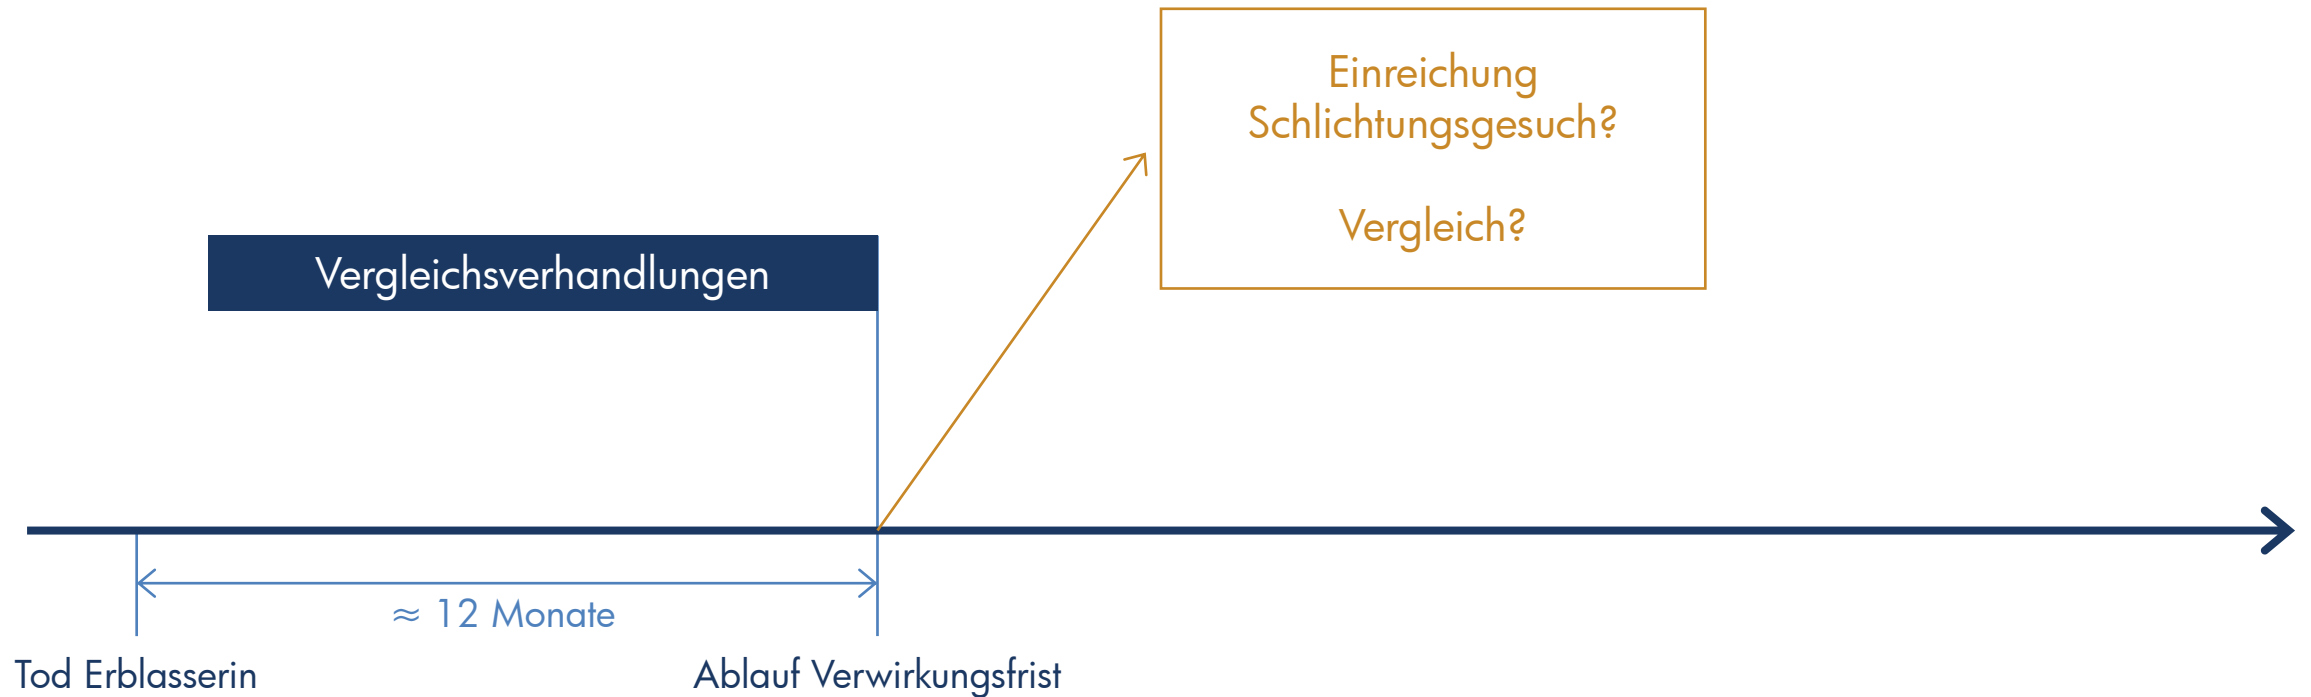 Einreichung
Schlichtungsgesuch?
Vergleich?
Vergleichsverhandlungen
≈ 12 Monate
Tod Erblasserin
Ablauf Verwirkungsfrist